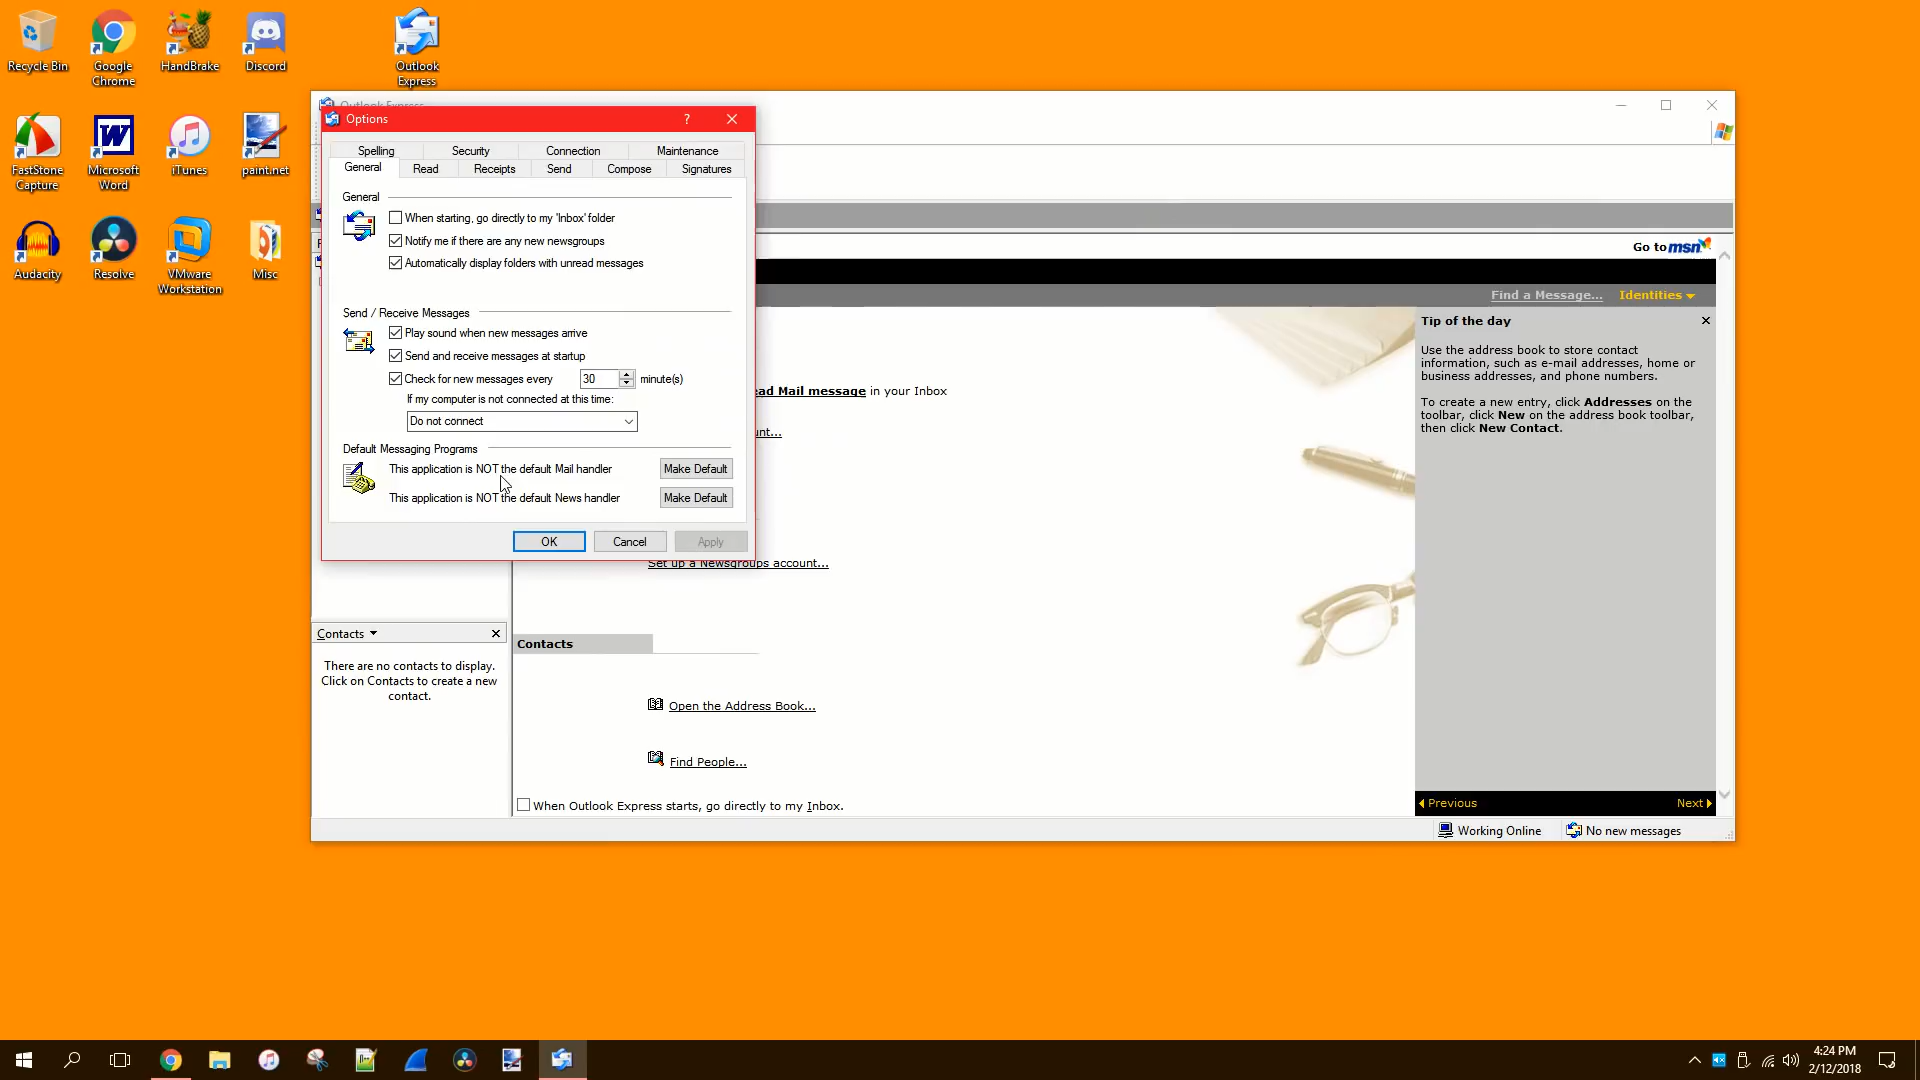 Recycle Bin
Google
Chrome
HandBrake
Discord
Outlook
Express
FastStone
Capture
Microsoft
Word
iTunes
paint.net
Audacity
Resolve
VMware
Workstation
Misc
Outlook Express
Options
?
Spelling
Security
Connection
Maintenance
General
Read
Receipts
Send
Compose
Signatures
General
When starting, go directly to my 'Inbox' folder
Notify me if there are any new newsgroups
Automatically display folders with unread messages
Send / Receive Messages
Play sound when new messages arrive
Send and receive messages at startup
Check for new messages every 30 minute(s)
If my computer is not connected at this time:
Do not connect
Default Messaging Programs
This application is NOT the default Mail handler
Make Default
This application is NOT the default News handler
Make Default
OK
Cancel
Apply
Go to msn
Find a Message...
Identities
ead Mail message in your Inbox
unt...
Set up a Newsgroups account...
Contacts
Open the Address Book...
Find People...
When Outlook Express starts, go directly to my Inbox.
Contacts
There are no contacts to display.
Click on Contacts to create a new
contact.
Tip of the day
Use the address book to store contact
information, such as e-mail addresses, home or
business addresses, and phone numbers.
To create a new entry, click Addresses on the
toolbar, click New on the address book toolbar,
then click New Contact.
Previous
Next
Working Online
No new messages
4:24 PM
2/12/2018